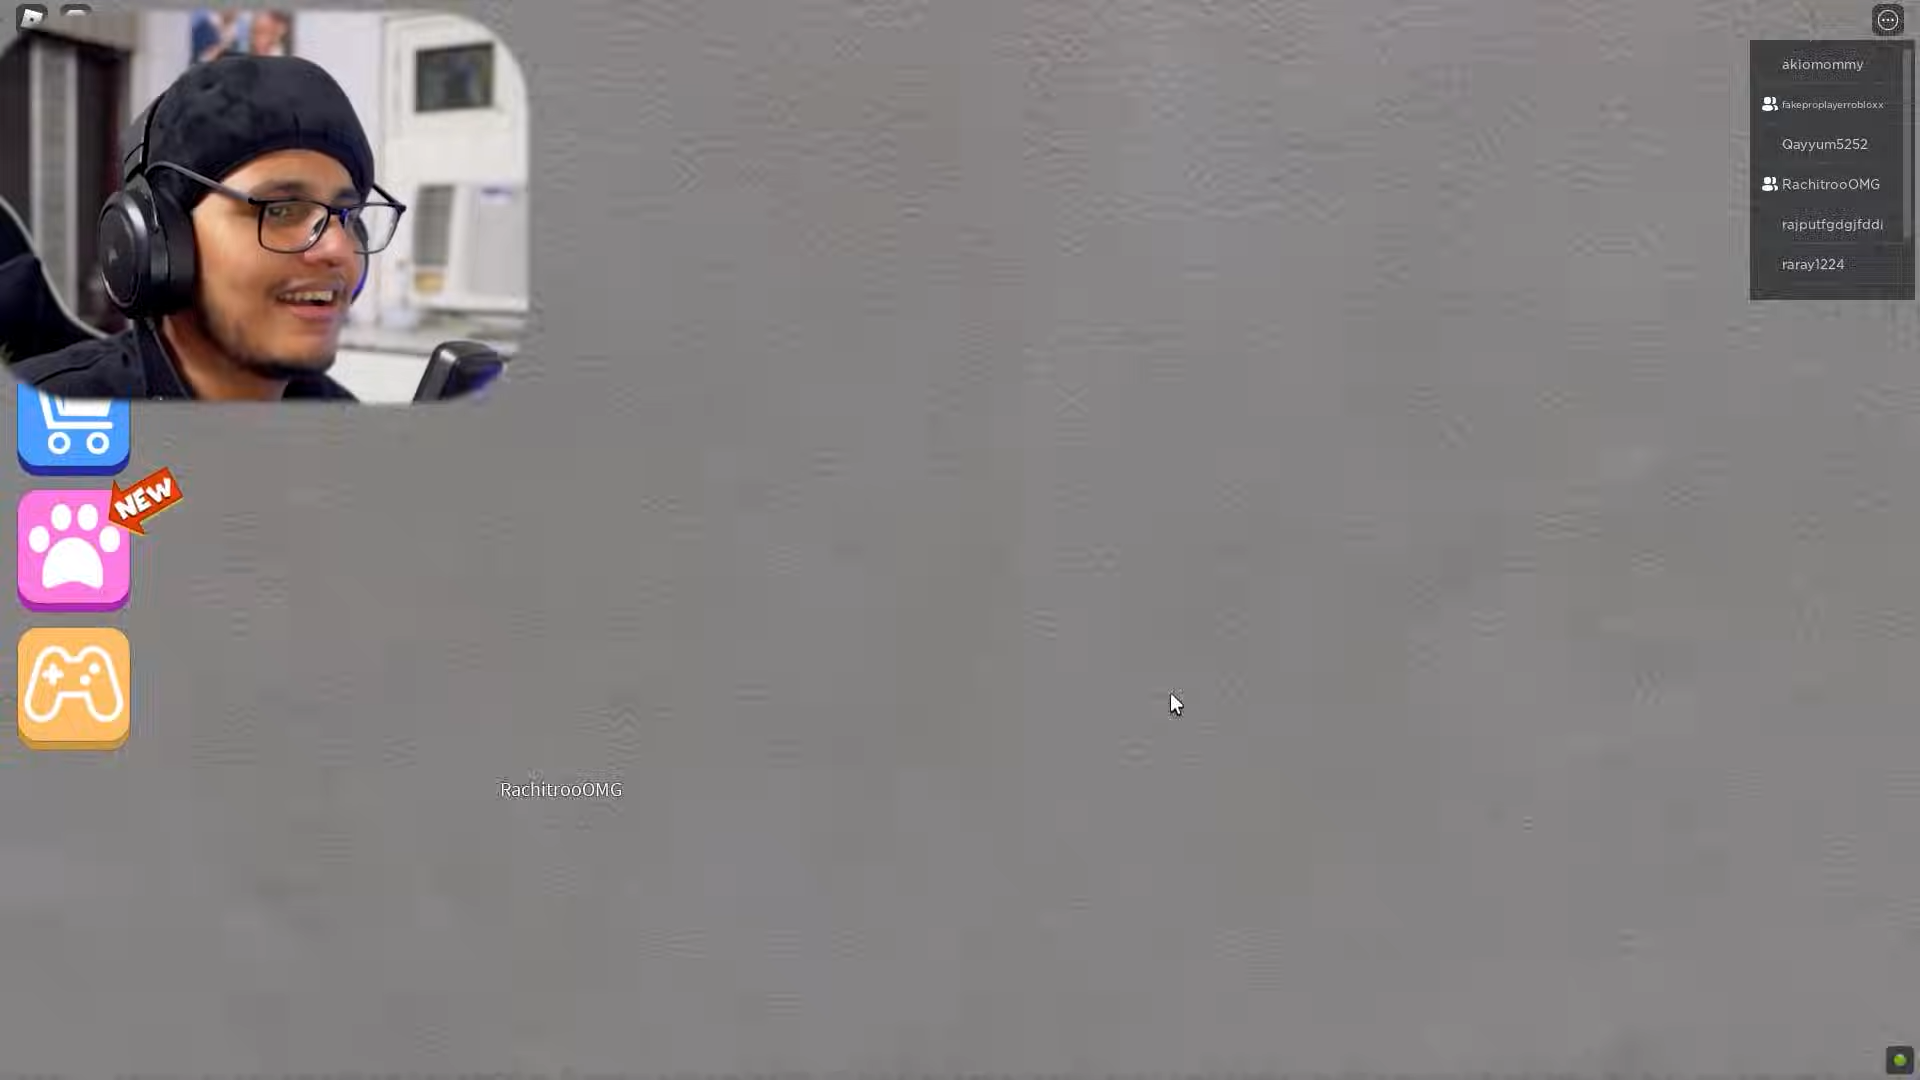 akiomommy
fakeproplayerrobloxx
Qayyum5252
RachitrooOMG
rajputfgdgjfddi
raray1224
NEW
RachitrooOMG